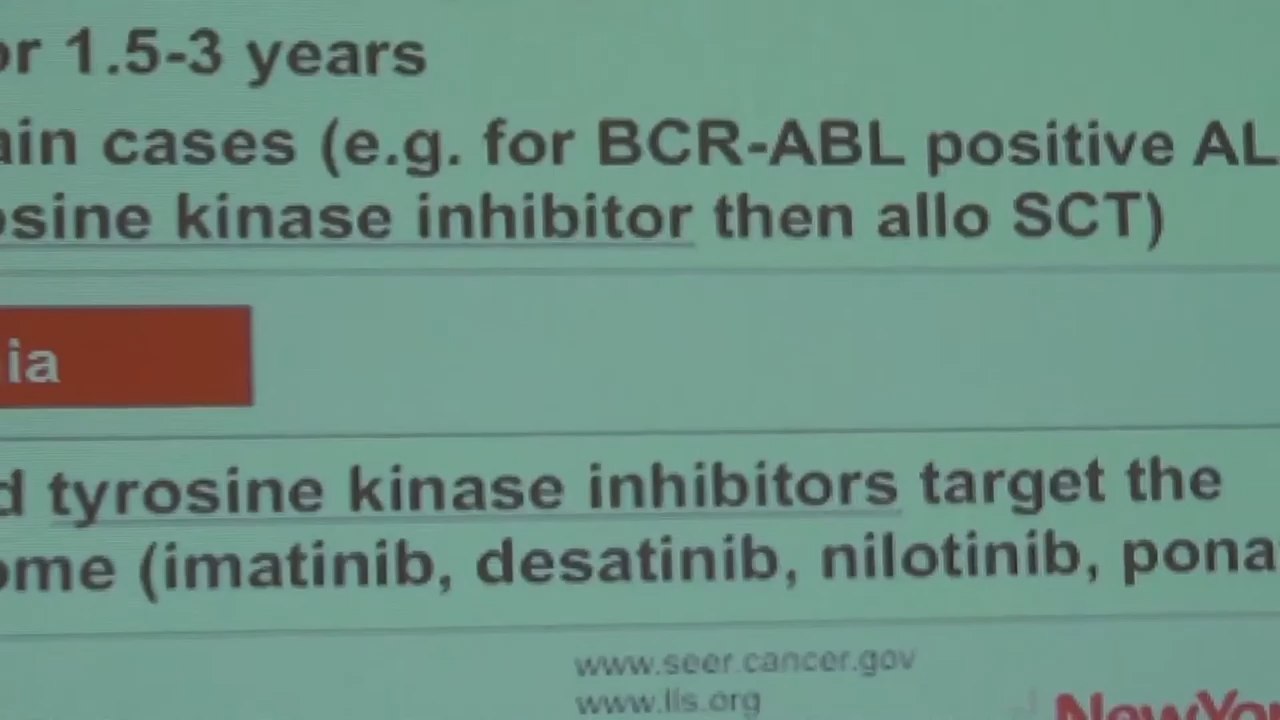 or 1.5-3 years
ain cases (e.g. for BCR-ABL positive AL
osine kinase inhibitor then allo SCT)
ia
d tyrosine kinase inhibitors target the
ome (imatinib, desatinib, nilotinib, pona
www.seer.cancer.gov
www.lls.org
NewYor